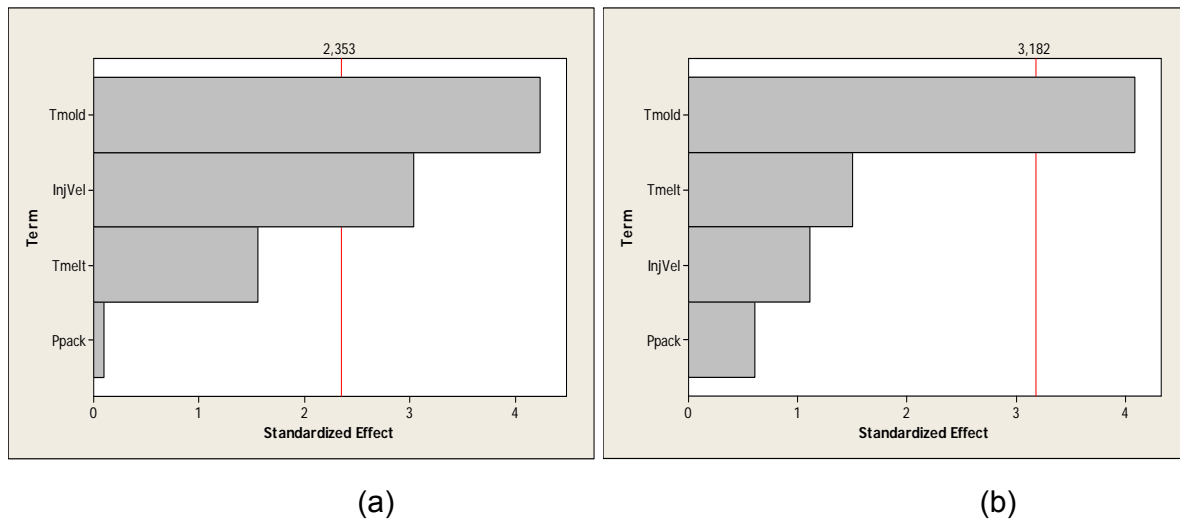 2,353
Term
Tmold
InjVel
Tmelt
Ppack
0 1 2 3 4
Standardized Effect
(a)
3,182
Term
Tmold
Tmelt
InjVel
Ppack
0 1 2 3 4
Standardized Effect
(b)